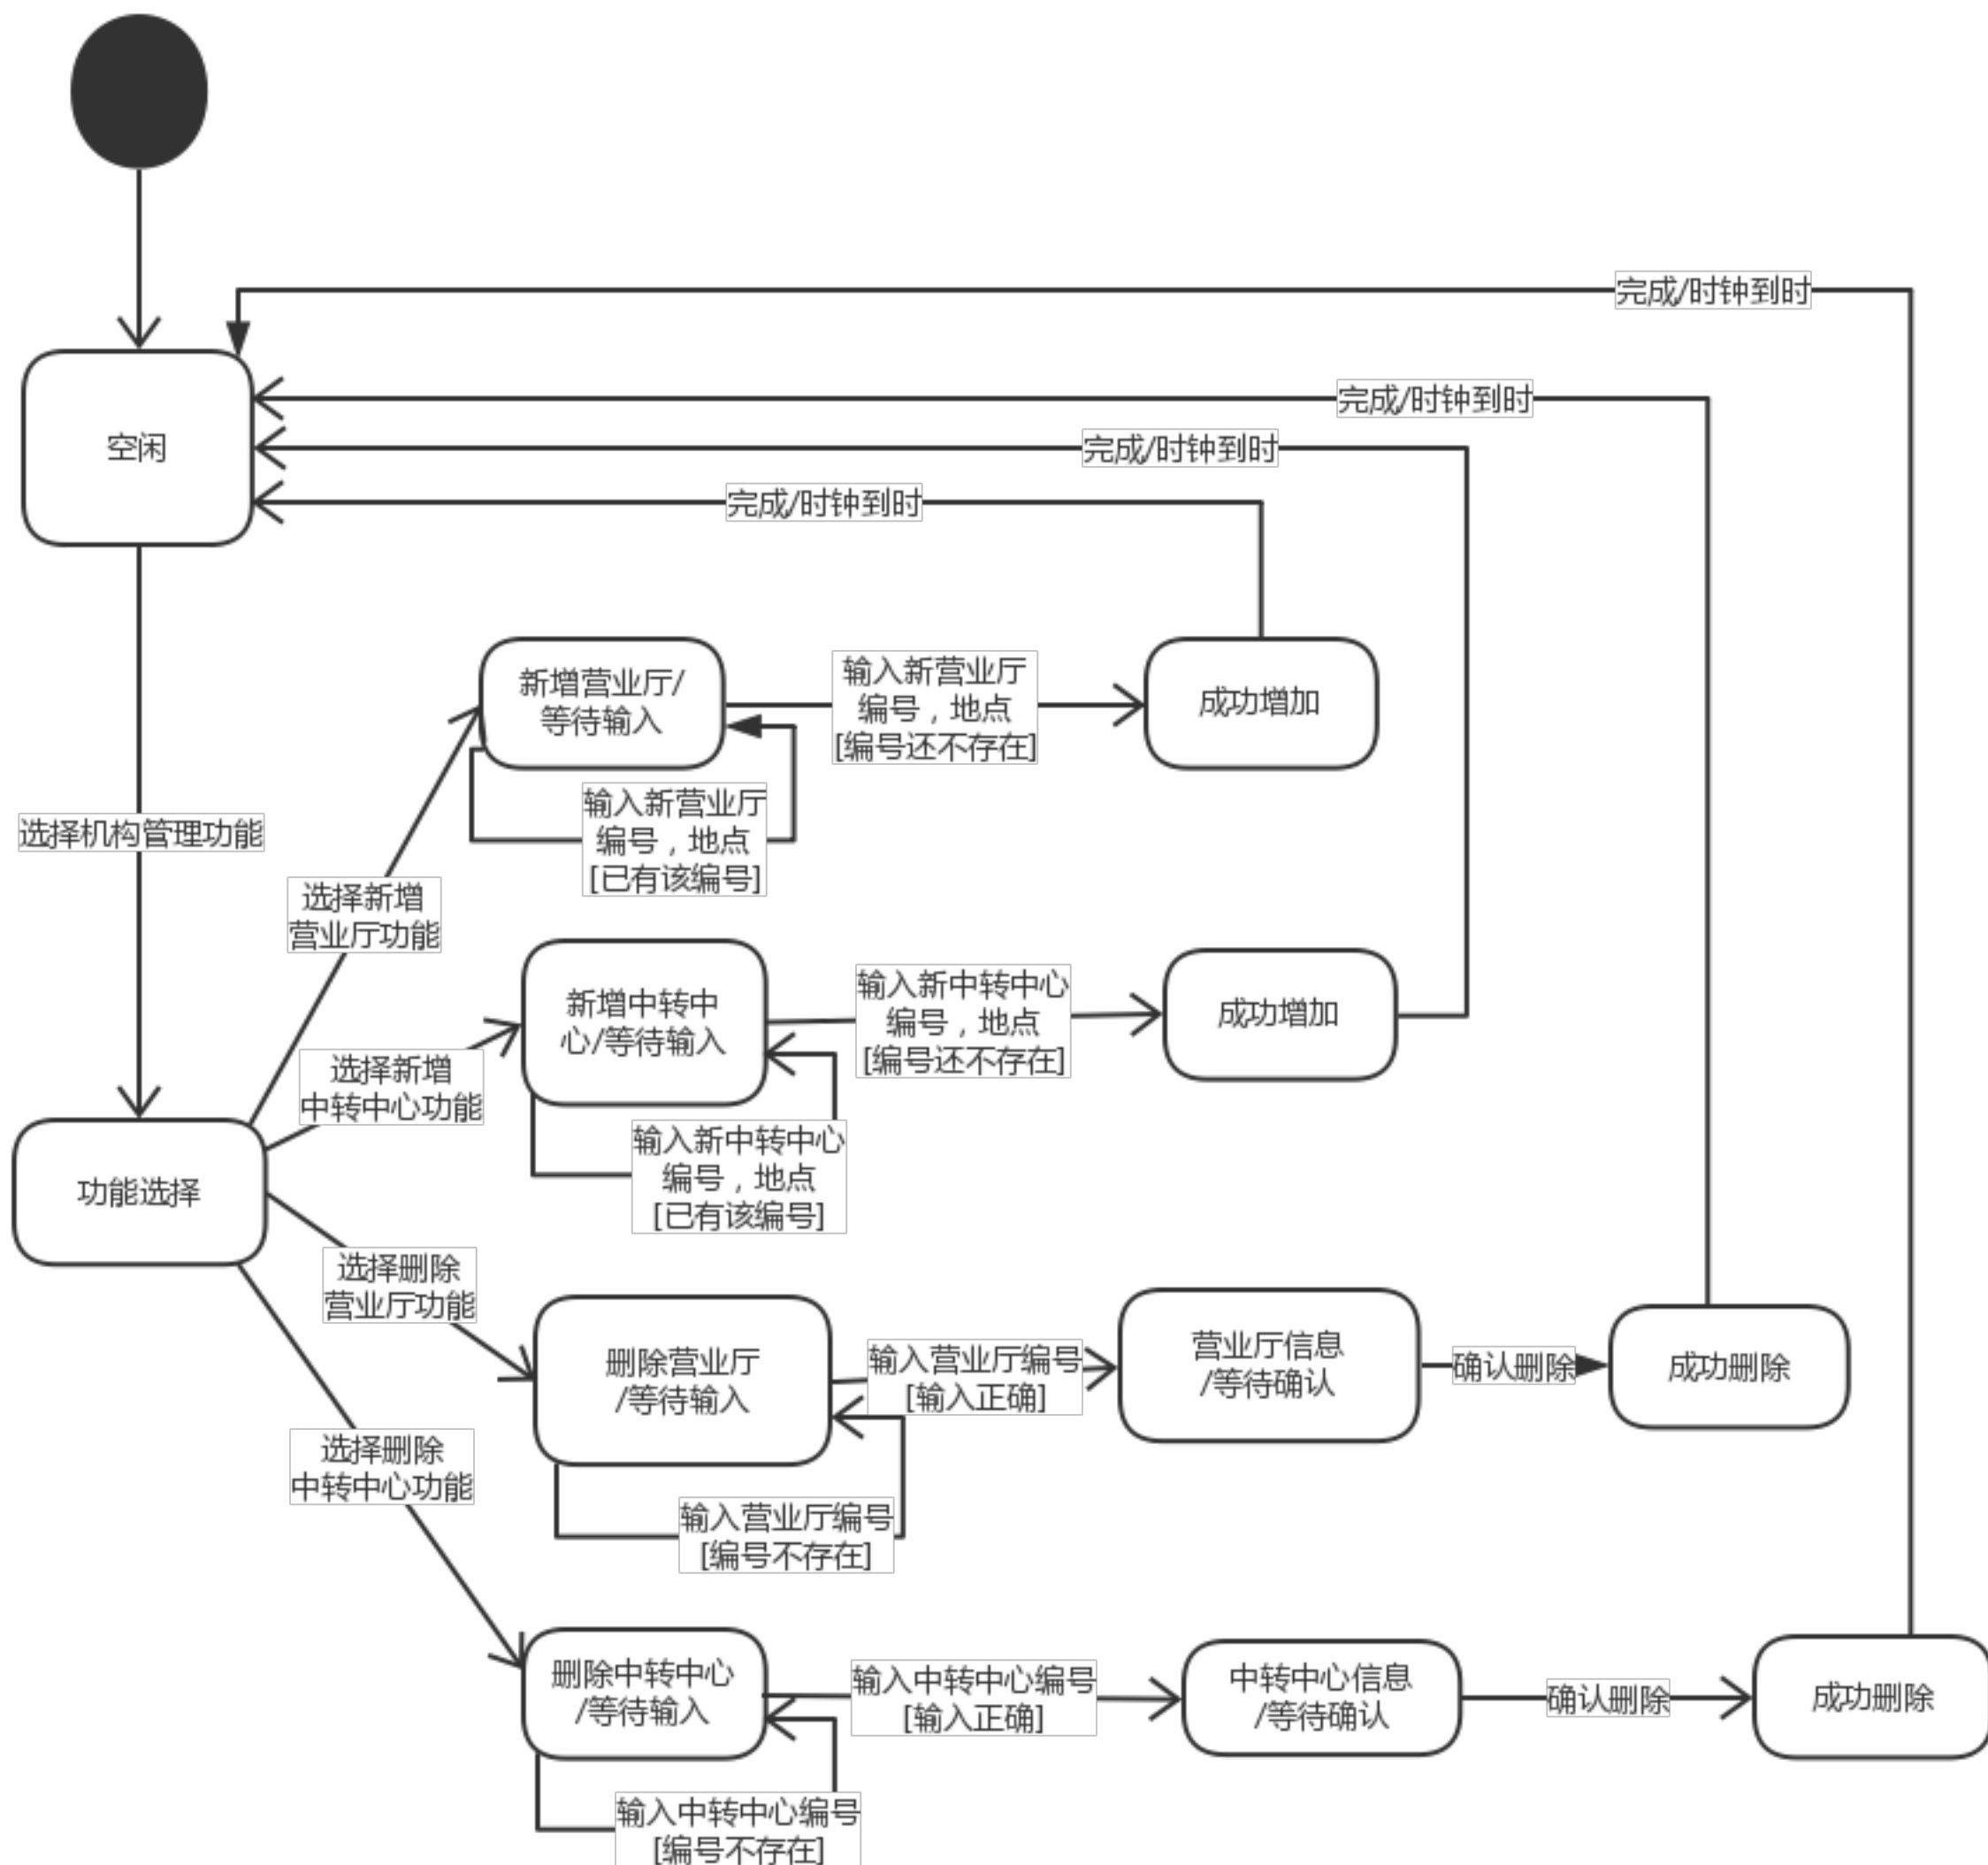 完成/时钟到时
完成/时钟到时
空闲
完成/时钟到时
完成/时钟到时
新增营业厅/
等待输入
输入新营业厅
编号，地点
[编号还不存在]
成功增加
输入新营业厅
编号，地点
[已有该编号]
选择机构管理功能
选择新增
营业厅功能
新增中转中
心/等待输入
输入新中转中心
编号，地点
[编号还不存在]
成功增加
选择新增
中转中心功能
输入新中转中心
编号，地点
[已有该编号]
功能选择
选择删除
营业厅功能
删除营业厅
/等待输入
输入营业厅编号
[输入正确]
营业厅信息
/等待确认
确认删除
成功删除
选择删除
中转中心功能
输入营业厅编号
[编号不存在]
删除中转中心
/等待输入
输入中转中心编号
[输入正确]
中转中心信息
/等待确认
确认删除
成功删除
输入中转中心编号
[编号不存在]